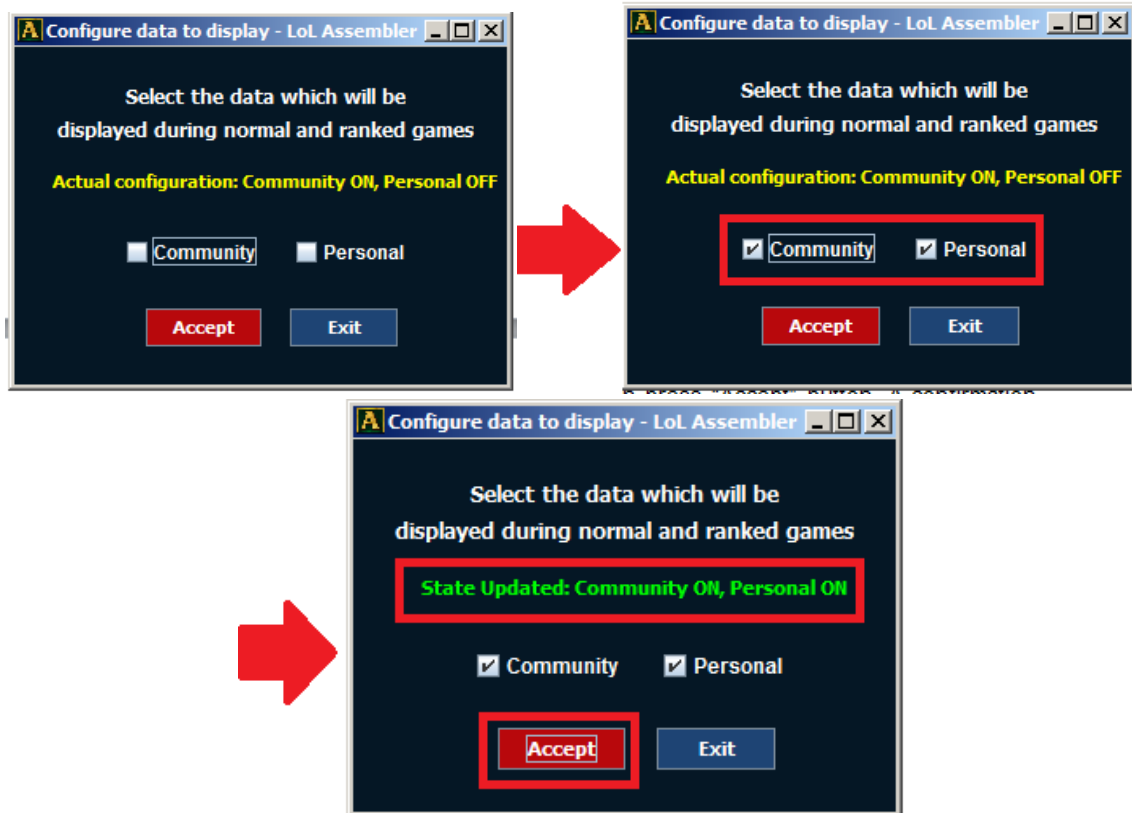 Configure data to display - LoL Assembler
Select the data which will be
displayed during normal and ranked games
Actual configuration: Community ON, Personal OFF
Community Personal
Accept Exit
Configure data to display - LoL Assembler
Select the data which will be
displayed during normal and ranked games
Actual configuration: Community ON, Personal OFF
Community Personal
Accept Exit
press "Accept" button. A confirmation
Configure data to display - LoL Assembler
Select the data which will be
displayed during normal and ranked games
State Updated: Community ON, Personal ON
Community Personal
Accept Exit